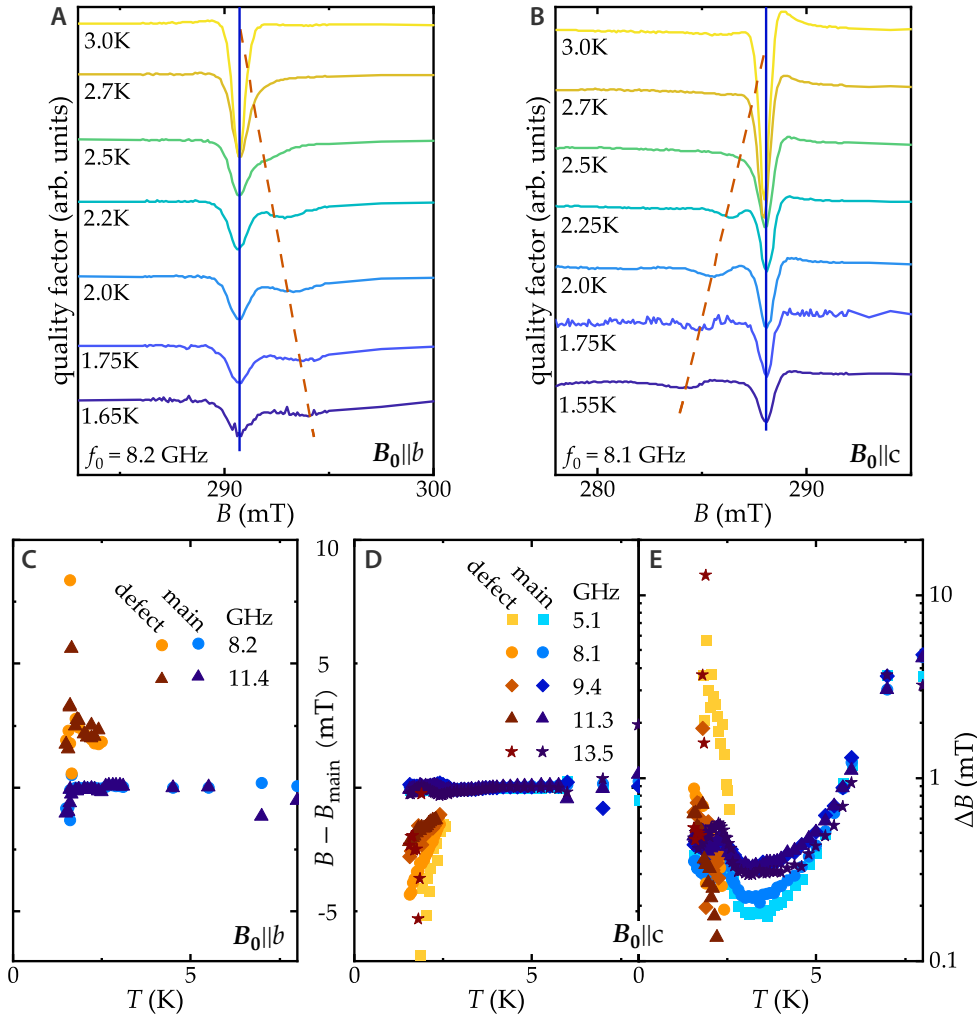 A
3.0K
2.7K
2.5K
2.2K
2.0K
1.75K
1.65K
f₀ = 8.2 GHz
B₀||b
quality factor (arb. units)
290
300
B (mT)
B
3.0K
2.7K
2.5K
2.25K
2.0K
1.75K
1.55K
f₀ = 8.1 GHz
B₀||c
quality factor (arb. units)
280
290
B (mT)
C
defect
main
GHz
8.2
11.4
B₀||b
0
5
T (K)
10
5
0
-5
B − Bmain (mT)
D
defect
main
GHz
5.1
8.1
9.4
11.3
13.5
B₀||c
0
5
T (K)
E
0
5
T (K)
10
1
0.1
ΔB (mT)